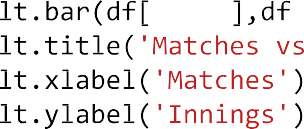 lt.bar(df[     ],df
lt.title('Matches vs
lt.xlabel('Matches')
lt.ylabel('Innings')